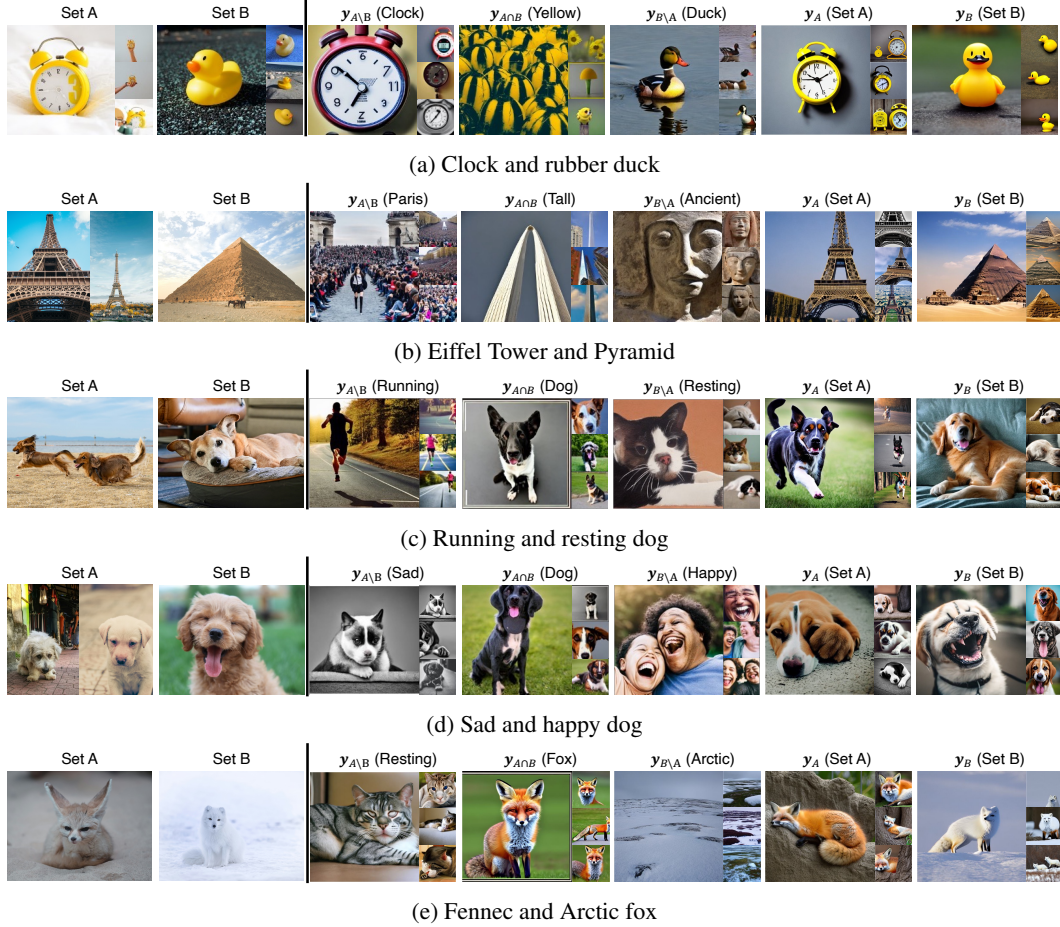 Set A Set B y_{A\B} (Clock) y_{A∩B} (Yellow) y_{B\A} (Duck) y_A (Set A) y_B (Set B)
(a) Clock and rubber duck
Set A Set B y_{A\B} (Paris) y_{A∩B} (Tall) y_{B\A} (Ancient) y_A (Set A) y_B (Set B)
(b) Eiffel Tower and Pyramid
Set A Set B y_{A\B} (Running) y_{A∩B} (Dog) y_{B\A} (Resting) y_A (Set A) y_B (Set B)
(c) Running and resting dog
Set A Set B y_{A\B} (Sad) y_{A∩B} (Dog) y_{B\A} (Happy) y_A (Set A) y_B (Set B)
(d) Sad and happy dog
Set A Set B y_{A\B} (Resting) y_{A∩B} (Fox) y_{B\A} (Arctic) y_A (Set A) y_B (Set B)
(e) Fennec and Arctic fox